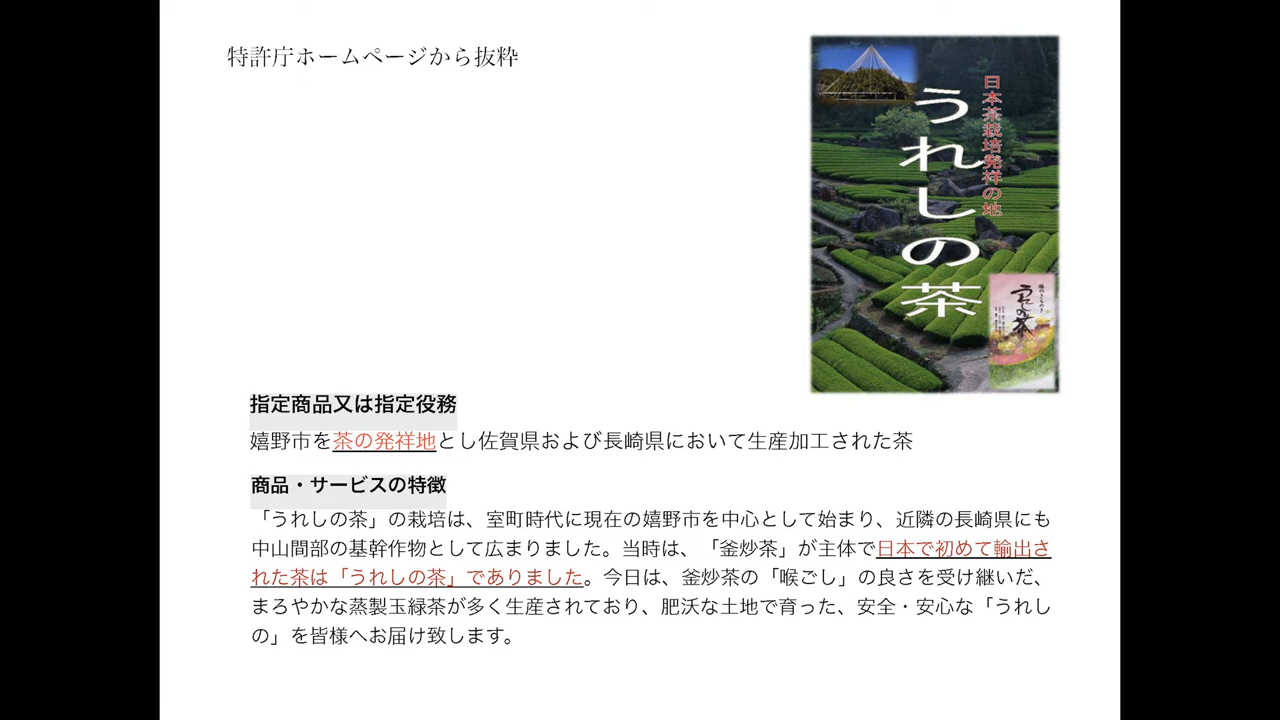 特許庁ホームページから抜粋
日本茶栽培発祥の地
うれしの茶
うれしの茶
指定商品又は指定役務
嬉野市を茶の発祥地とし佐賀県および長崎県において生産加工された茶
商品・サービスの特徴
「うれしの茶」の栽培は、室町時代に現在の嬉野市を中心として始まり、近隣の長崎県にも
中山間部の基幹作物として広まりました。当時は、「釜炒茶」が主体で日本で初めて輸出さ
れた茶は「うれしの茶」でありました。今日は、釜炒茶の「喉ごし」の良さを受け継いだ、
まろやかな蒸製玉緑茶が多く生産されており、肥沃な土地で育った、安全・安心な「うれし
の」を皆様へお届け致します。